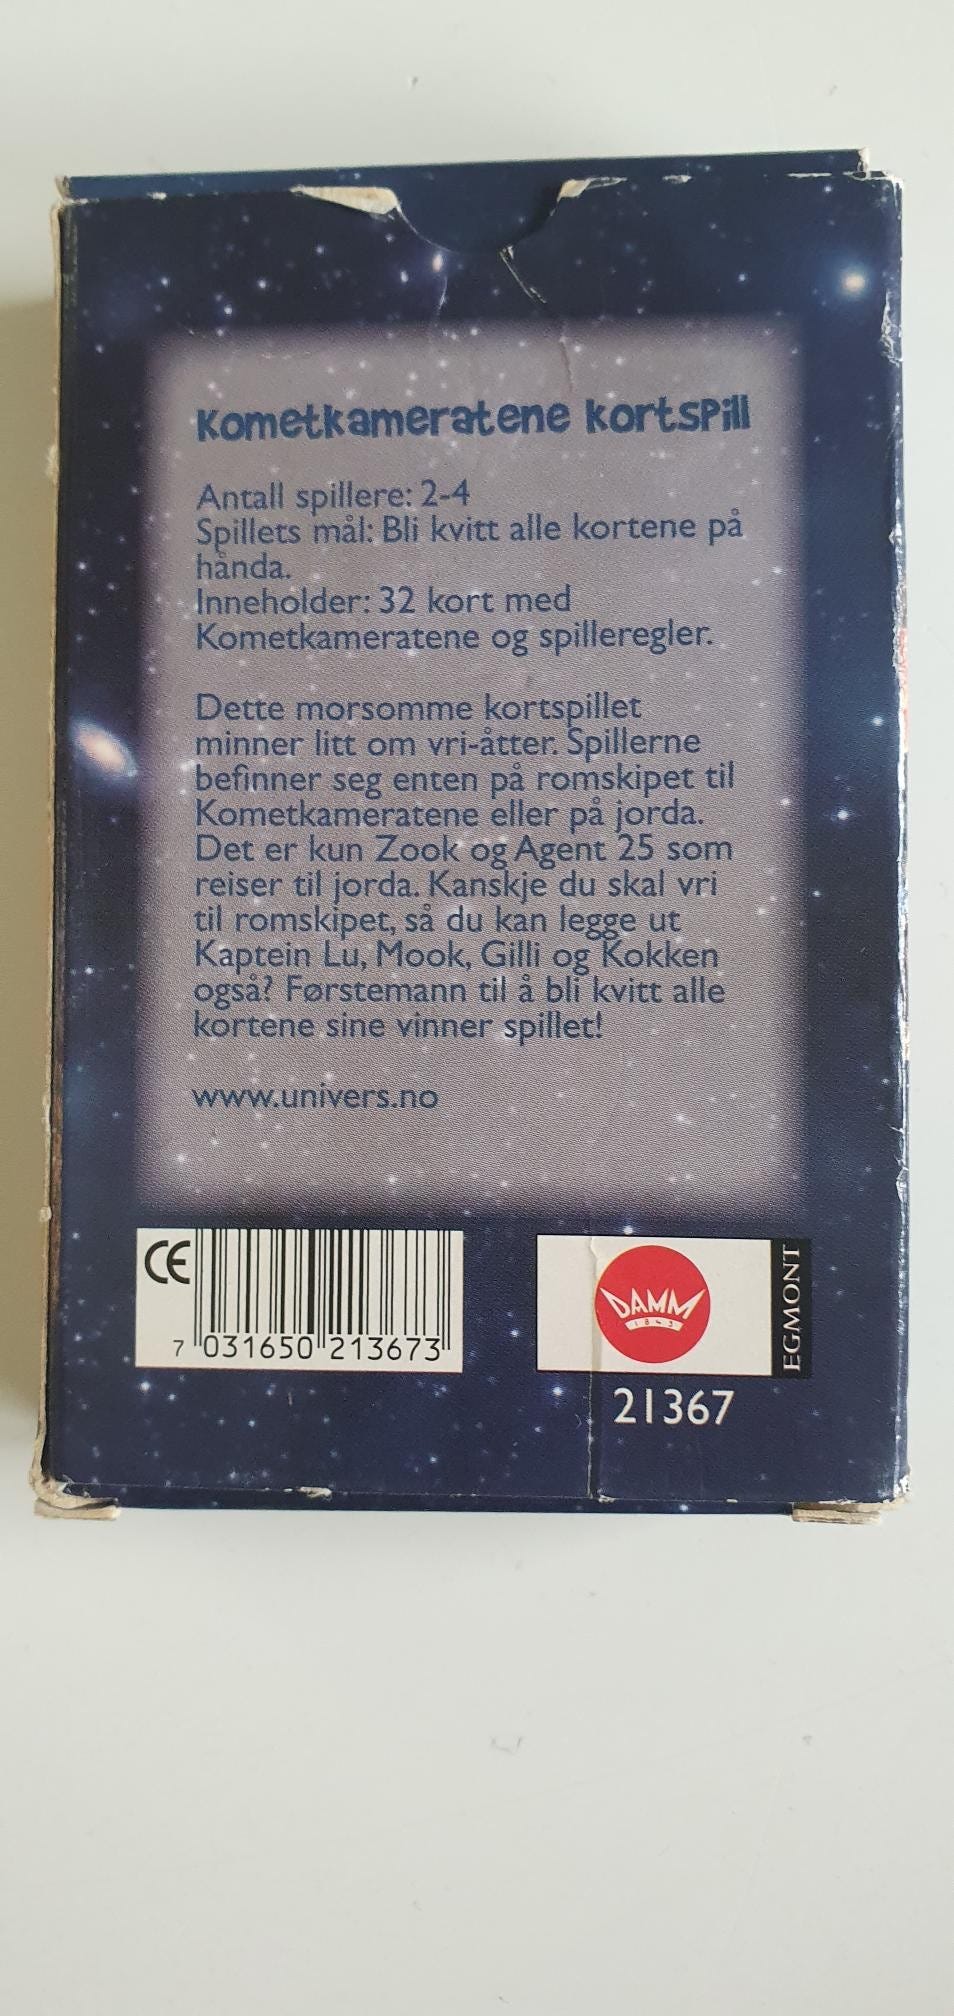 Kometkameratene kortspill
Antall spillere: 2-4
Spillets mål: Bli kvitt alle kortene på
hånda.
Inneholder: 32 kort med
Kometkameratene og spilleregler.
Dette morsomme kortspillet
minner litt om vri-åtter. Spillerne
befinner seg enten på romskipet til
Kometkameratene eller på jorda.
Det er kun Zook og Agent 25 som
reiser til jorda. Kanskje du skal vri
til romskipet, så du kan legge ut
Kaptein Lu, Mook, Gilli og Kokken
også? Førstemann til å bli kvitt alle
kortene sine vinner spillet!
www.univers.no
CE
7 031650 213673
DAMM
1843
EGMONT
21367